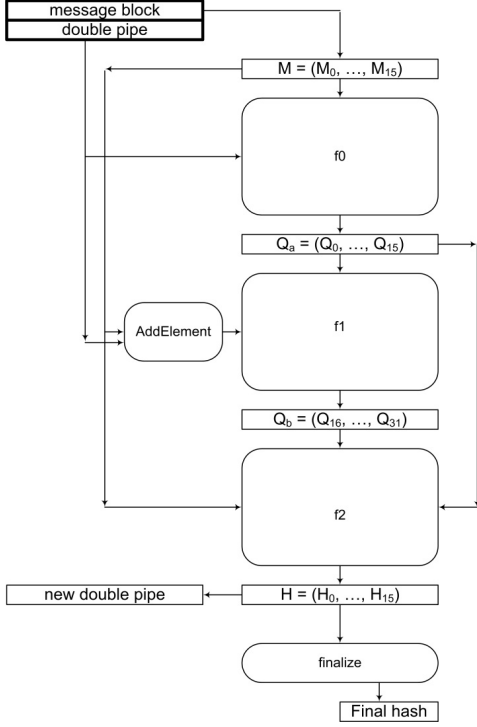 message block
double pipe
M = (M₀, …, M₁₅)
f0
Qₐ = (Q₀, …, Q₁₅)
AddElement
f1
Q_b = (Q₁₆, …, Q₃₁)
f2
new double pipe
H = (H₀, …, H₁₅)
finalize
Final hash